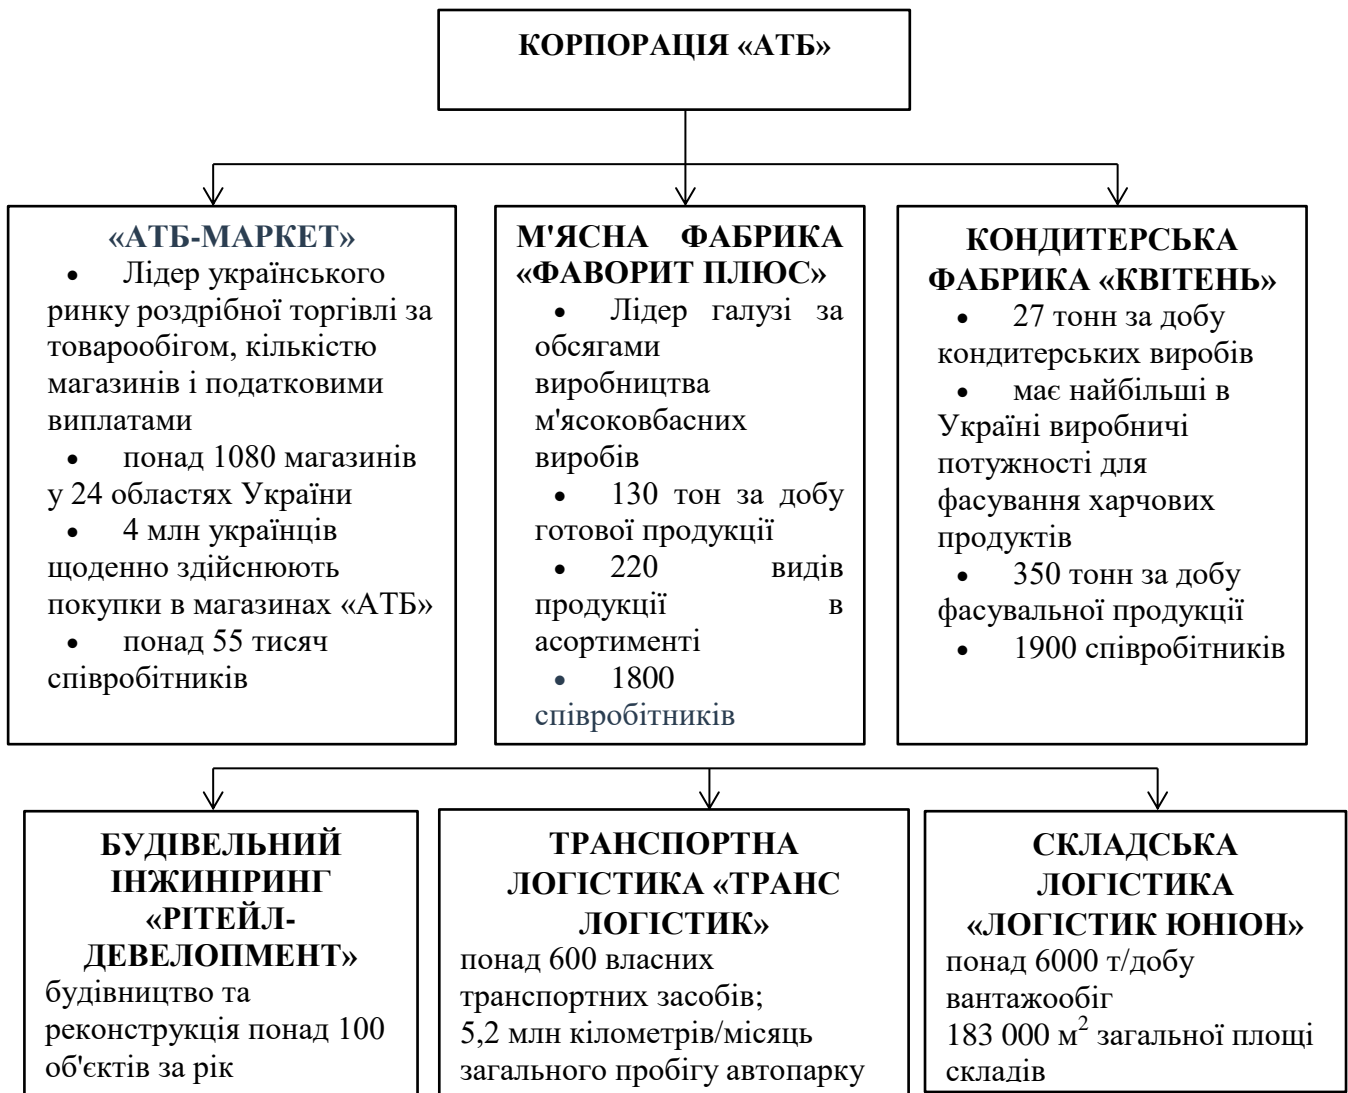 КОРПОРАЦІЯ «АТБ»
«АТБ-МАРКЕТ»
• Лідер українського
ринку роздрібної торгівлі за
товарообігом, кількістю
магазинів і податковими
виплатами
• понад 1080 магазинів
у 24 областях України
• 4 млн українців
щоденно здійснюють
покупки в магазинах «АТБ»
• понад 55 тисяч
співробітників
М'ЯСНА ФАБРИКА
«ФАВОРИТ ПЛЮС»
• Лідер галузі за
обсягами
виробництва
м'ясоковбасних
виробів
• 130 тон за добу
готової продукції
• 220 видів
продукції в
асортименті
• 1800
співробітників
КОНДИТЕРСЬКА
ФАБРИКА «КВІТЕНЬ»
• 27 тонн за добу
кондитерських виробів
• має найбільші в
Україні виробничі
потужності для
фасування харчових
продуктів
• 350 тонн за добу
фасувальної продукції
• 1900 співробітників
БУДІВЕЛЬНИЙ
ІНЖИНІРИНГ
«РІТЕЙЛ-
ДЕВЕЛОПМЕНТ»
будівництво та
реконструкція понад 100
об'єктів за рік
ТРАНСПОРТНА
ЛОГІСТИКА «ТРАНС
ЛОГІСТИК»
понад 600 власних
транспортних засобів;
5,2 млн кілометрів/місяць
загального пробігу автопарку
СКЛАДСЬКА
ЛОГІСТИКА
«ЛОГІСТИК ЮНІОН»
понад 6000 т/добу
вантажообіг
183 000 м² загальної площі
складів